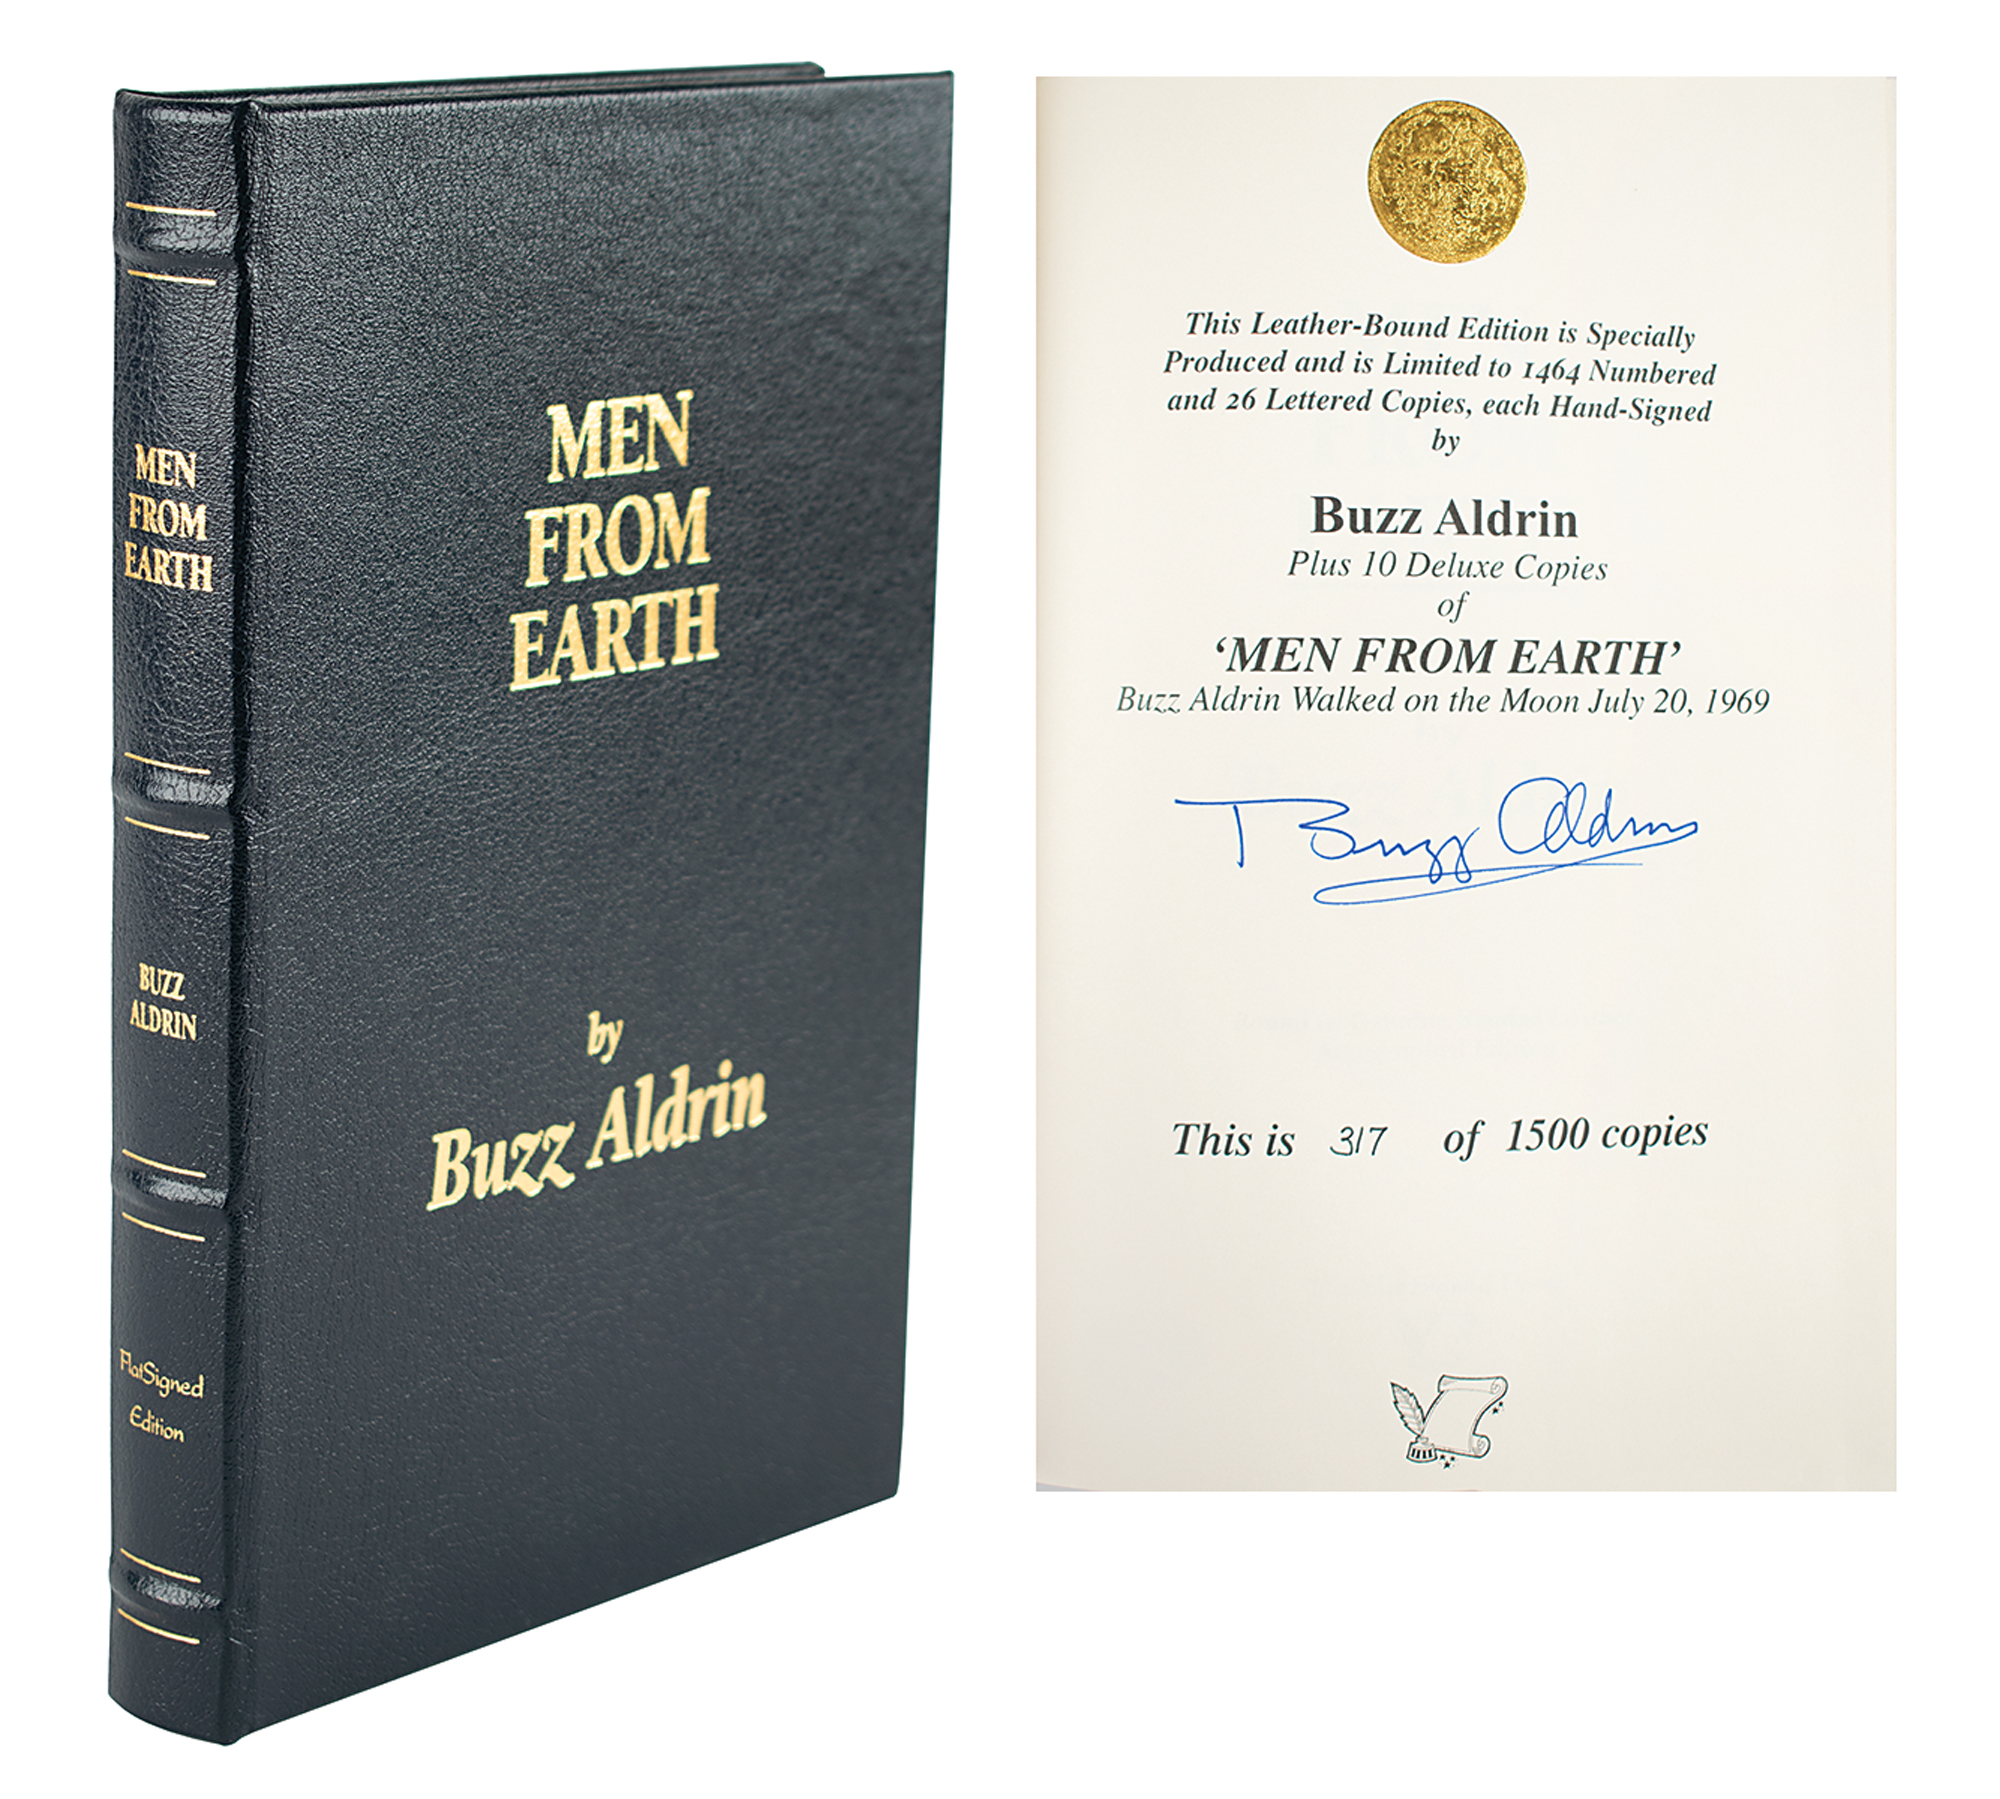 MEN
FROM
EARTH
BUZZ
ALDRIN
FlatSigned
Edition
MEN
FROM
EARTH
by
Buzz Aldrin
This Leather-Bound Edition is Specially
Produced and is Limited to 1464 Numbered
and 26 Lettered Copies, each Hand-Signed
by
Buzz Aldrin
Plus 10 Deluxe Copies
of
‘MEN FROM EARTH’
Buzz Aldrin Walked on the Moon July 20, 1969
Buzz Aldrin
This is 317 of 1500 copies